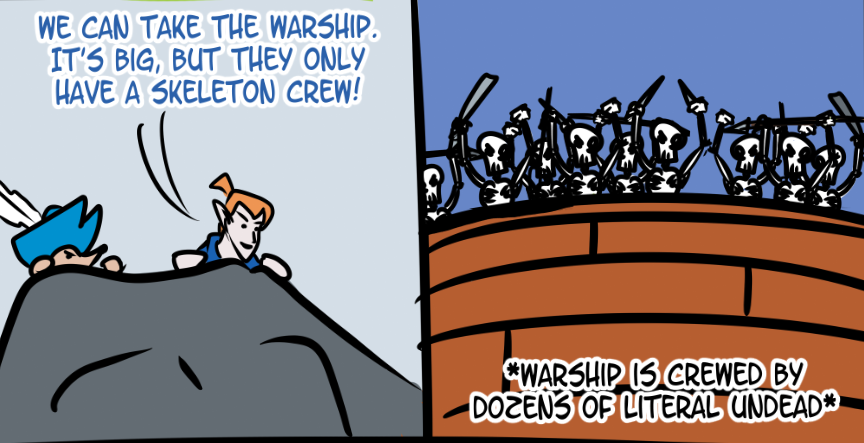 WE CAN TAKE THE WARSHIP.
IT'S BIG, BUT THEY ONLY
HAVE A SKELETON CREW!
*WARSHIP IS CREWED BY
DOZENS OF LITERAL UNDEAD*